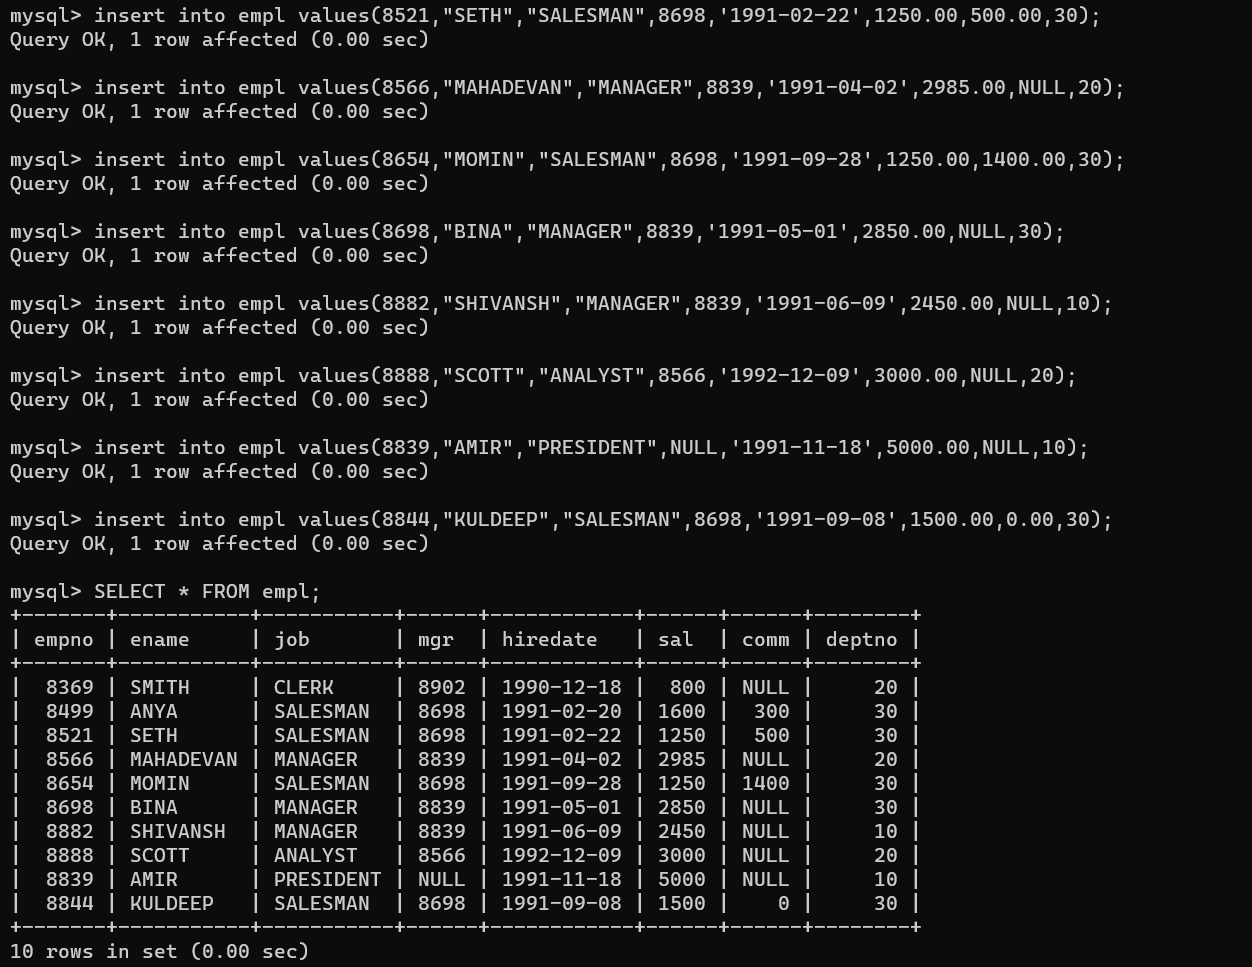 mysql> insert into empl values(8521,"SETH","SALESMAN",8698,'1991-02-22',1250.00,500.00,30);
Query OK, 1 row affected (0.00 sec)

mysql> insert into empl values(8566,"MAHADEVAN","MANAGER",8839,'1991-04-02',2985.00,NULL,20);
Query OK, 1 row affected (0.00 sec)

mysql> insert into empl values(8654,"MOMIN","SALESMAN",8698,'1991-09-28',1250.00,1400.00,30);
Query OK, 1 row affected (0.00 sec)

mysql> insert into empl values(8698,"BINA","MANAGER",8839,'1991-05-01',2850.00,NULL,30);
Query OK, 1 row affected (0.00 sec)

mysql> insert into empl values(8882,"SHIVANSH","MANAGER",8839,'1991-06-09',2450.00,NULL,10);
Query OK, 1 row affected (0.00 sec)

mysql> insert into empl values(8888,"SCOTT","ANALYST",8566,'1992-12-09',3000.00,NULL,20);
Query OK, 1 row affected (0.00 sec)

mysql> insert into empl values(8839,"AMIR","PRESIDENT",NULL,'1991-11-18',5000.00,NULL,10);
Query OK, 1 row affected (0.00 sec)

mysql> insert into empl values(8844,"KULDEEP","SALESMAN",8698,'1991-09-08',1500.00,0.00,30);
Query OK, 1 row affected (0.00 sec)

mysql> SELECT * FROM empl;
+-------+-----------+-----------+------+------------+------+------+--------+
| empno | ename     | job       | mgr  | hiredate   | sal  | comm | deptno |
+-------+-----------+-----------+------+------------+------+------+--------+
|  8369 | SMITH     | CLERK     | 8902 | 1990-12-18 |  800 | NULL |     20 |
|  8499 | ANYA      | SALESMAN  | 8698 | 1991-02-20 | 1600 |  300 |     30 |
|  8521 | SETH      | SALESMAN  | 8698 | 1991-02-22 | 1250 |  500 |     30 |
|  8566 | MAHADEVAN | MANAGER   | 8839 | 1991-04-02 | 2985 | NULL |     20 |
|  8654 | MOMIN     | SALESMAN  | 8698 | 1991-09-28 | 1250 | 1400 |     30 |
|  8698 | BINA      | MANAGER   | 8839 | 1991-05-01 | 2850 | NULL |     30 |
|  8882 | SHIVANSH  | MANAGER   | 8839 | 1991-06-09 | 2450 | NULL |     10 |
|  8888 | SCOTT     | ANALYST   | 8566 | 1992-12-09 | 3000 | NULL |     20 |
|  8839 | AMIR      | PRESIDENT | NULL | 1991-11-18 | 5000 | NULL |     10 |
|  8844 | KULDEEP   | SALESMAN  | 8698 | 1991-09-08 | 1500 |    0 |     30 |
+-------+-----------+-----------+------+------------+------+------+--------+
10 rows in set (0.00 sec)